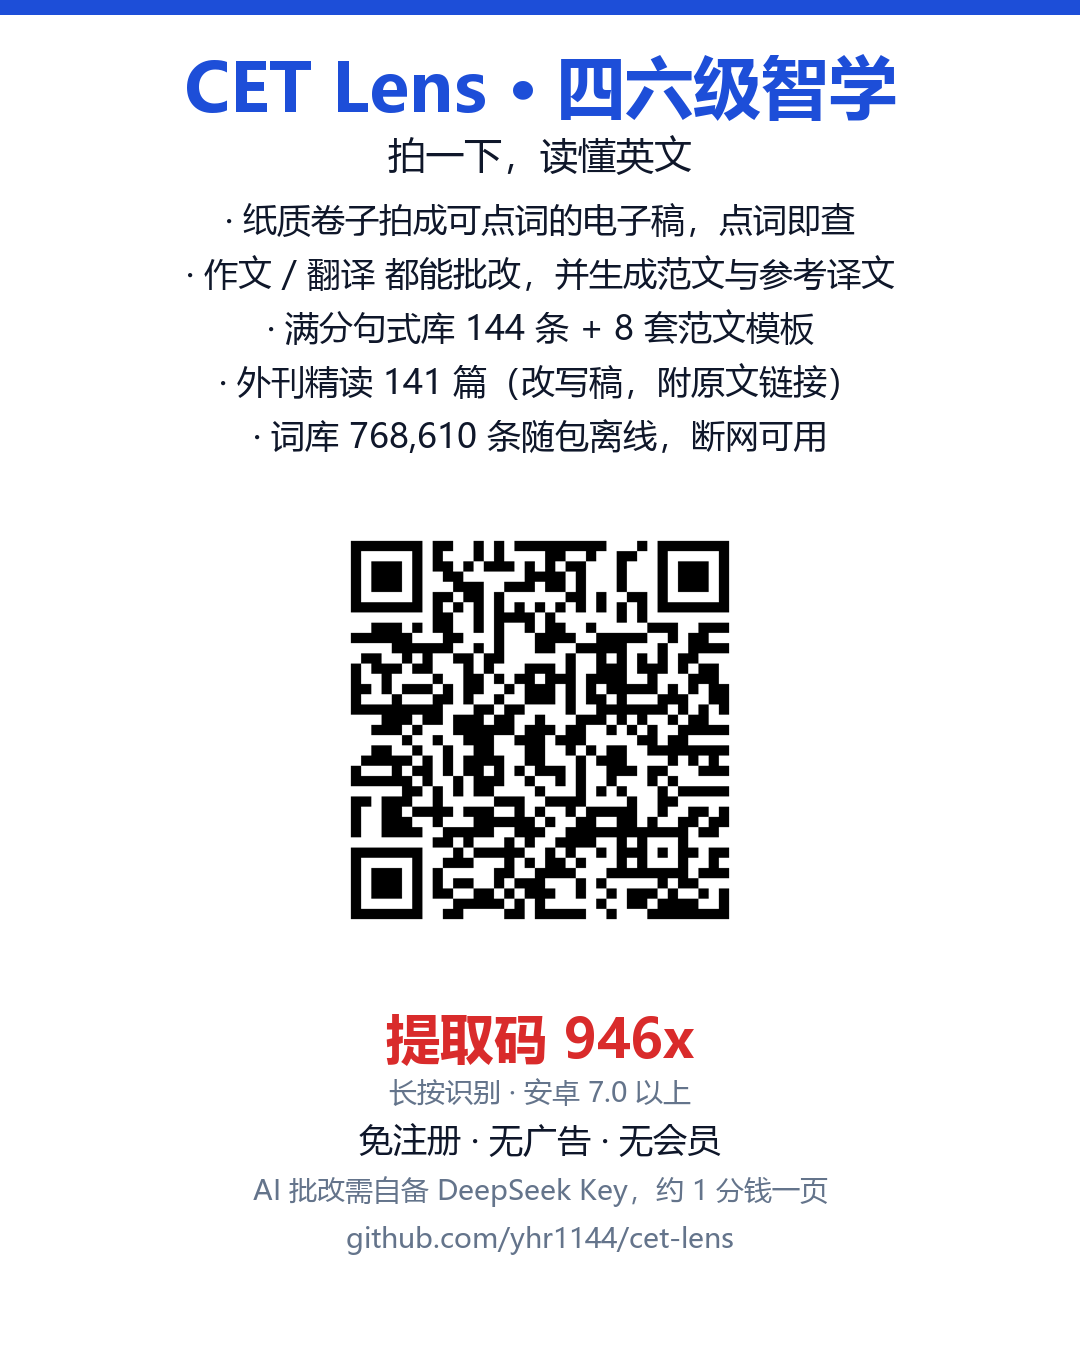 CET Lens · 四六级智学
拍一下，读懂英文
· 纸质卷子拍成可点词的电子稿，点词即查
· 作文 / 翻译 都能批改，并生成范文与参考译文
· 满分句式库 144 条 + 8 套范文模板
· 外刊精读 141 篇（改写稿，附原文链接）
· 词库 768,610 条随包离线，断网可用
提取码 946x
长按识别 · 安卓 7.0 以上
免注册 · 无广告 · 无会员
AI 批改需自备 DeepSeek Key，约 1 分钱一页
github.com/yhr1144/cet-lens